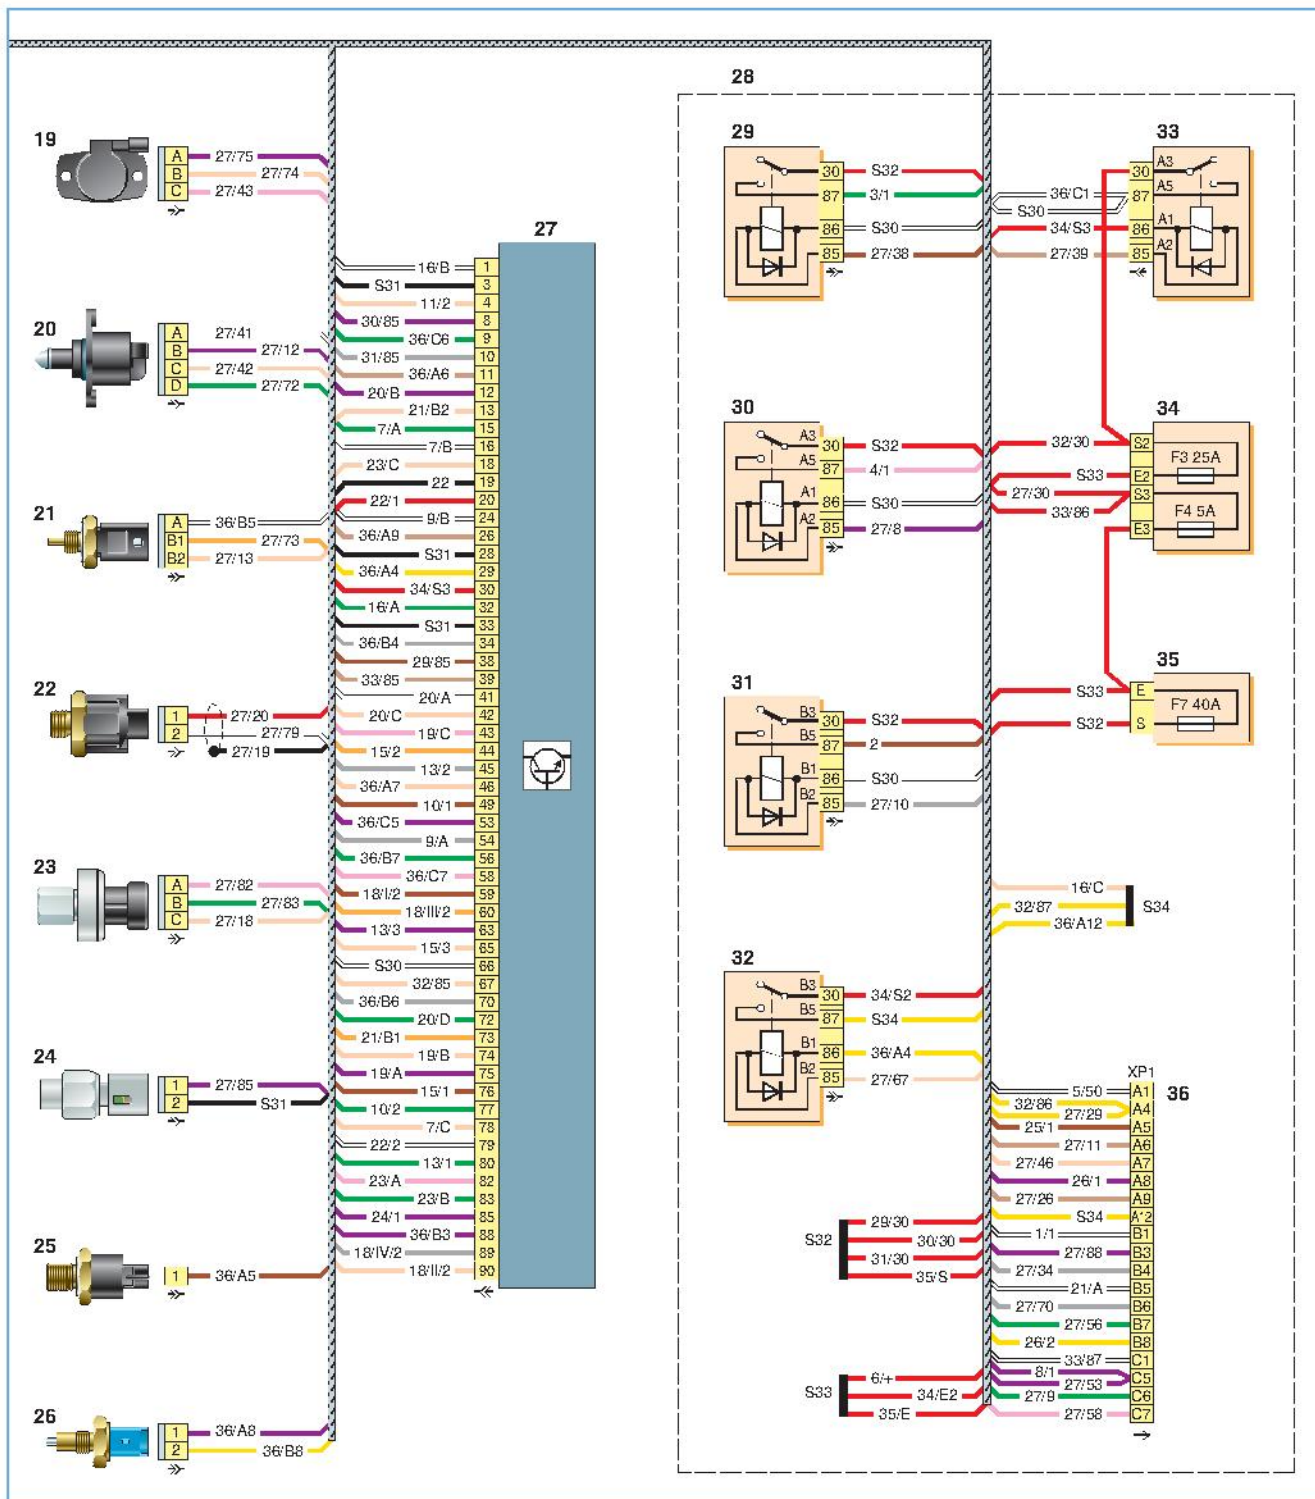 19
A 27/75
B 27/74
C 27/43
20
A 27/41
B 27/12
C 27/42
D 27/72
21
A 36/B5
B1 27/73
B2 27/13
22
1 27/20
2 27/79
27/19
23
A 27/82
B 27/83
C 27/18
24
1 27/85
2 S31
25
1 36/A5
26
1 36/A8
2 36/B8
27
16/B 1
S31 3
11/2 4
30/85 8
36/C6 9
31/85 10
36/A6 11
20/B 12
21/B2 13
7/A 15
7/B 16
23/C 18
22 19
22/1 20
9/B 24
36/A9 26
S31 28
36/A4 29
34/S3 30
16/A 32
S31 33
36/B4 34
29/85 38
33/85 39
20/A 41
20/C 42
19/C 43
15/2 44
13/2 45
36/A7 46
10/1 49
36/C5 53
9/A 54
36/B7 56
36/C7 58
18/I/2 59
18/III/2 60
13/3 63
15/3 65
S30 66
32/85 67
36/B6 70
20/D 72
21/B1 73
19/B 74
19/A 75
15/1 76
10/2 77
7/C 78
22/2 79
13/1 80
23/A 82
23/B 83
24/1 85
36/B3 88
18/IV/2 89
18/II/2 90
28
29
30 S32
87 3/1
86 S30
85 27/38
30
A3 30 S32
A5 87 4/1
A1 86 S30
A2 85 27/8
31
B3 30 S32
B5 87 2
B1 86 S30
B2 85 27/10
32
B3 30 34/S2
B5 87 S34
B1 86 36/A4
B2 85 27/67
33
30 A3
36/C1 87 A5
S30
34/S3 86 A1
27/39 85 A2
34
32/30 S2
F3 25A
S33 E2
27/30 S3
33/86
F4 5A
E3
35
S33 E
F7 40A
S32 S
16/C
32/87 S34
36/A12
S32
29/30
30/30
31/30
35/S
S33
6/+
34/E2
35/E
XP1
36
5/50 A1
32/86 A4
27/29
25/1 A5
27/11 A6
27/46 A7
26/1 A8
27/26 A9
S34 A12
1/1 B1
27/88 B3
27/34 B4
21/A B5
27/70 B6
27/56 B7
26/2 B8
33/87 C1
8/1 C5
27/53
27/9 C6
27/58 C7